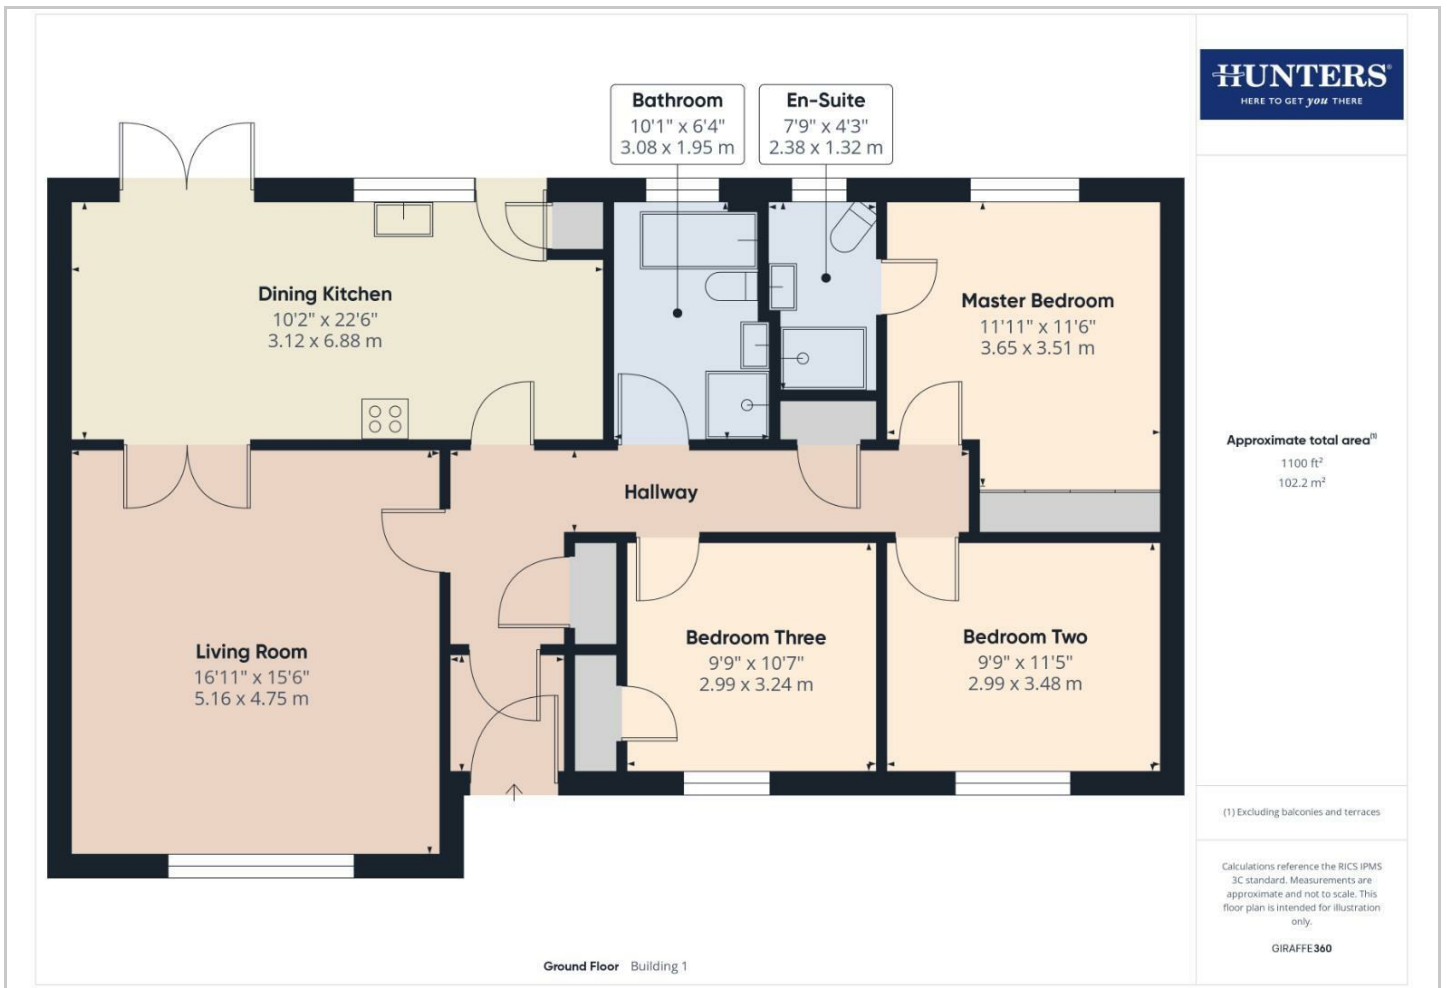 HUNTERS®
HERE TO GET you THERE
Bathroom
10'1" x 6'4"
3.08 x 1.95 m
En-Suite
7'9" x 4'3"
2.38 x 1.32 m
Dining Kitchen
10'2" x 22'6"
3.12 x 6.88 m
Master Bedroom
11'11" x 11'6"
3.65 x 3.51 m
Hallway
Living Room
16'11" x 15'6"
5.16 x 4.75 m
Bedroom Three
9'9" x 10'7"
2.99 x 3.24 m
Bedroom Two
9'9" x 11'5"
2.99 x 3.48 m
Ground Floor Building 1
Approximate total area(1)
1100 ft²
102.2 m²
(1) Excluding balconies and terraces
Calculations reference the RICS IPMS
3C standard. Measurements are
approximate and not to scale. This
floor plan is intended for illustration
only.
GIRAFFE360